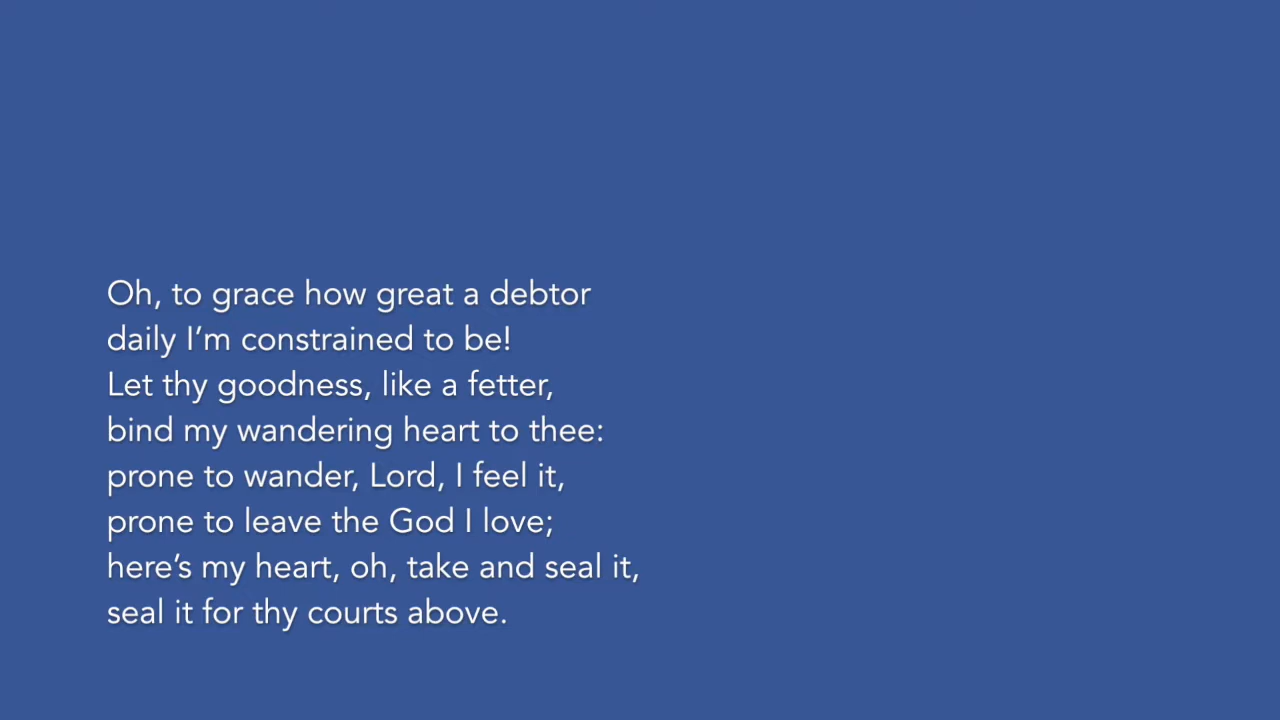 Oh, to grace how great a debtor
daily I’m constrained to be!
Let thy goodness, like a fetter,
bind my wandering heart to thee:
prone to wander, Lord, I feel it,
prone to leave the God I love;
here’s my heart, oh, take and seal it,
seal it for thy courts above.